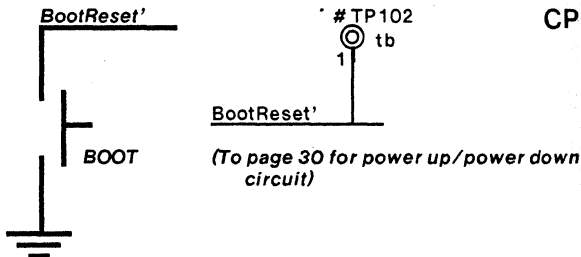 BootReset'
# TP102
CP
tb
1
BootReset'
BOOT
(To page 30 for power up/power down
circuit)